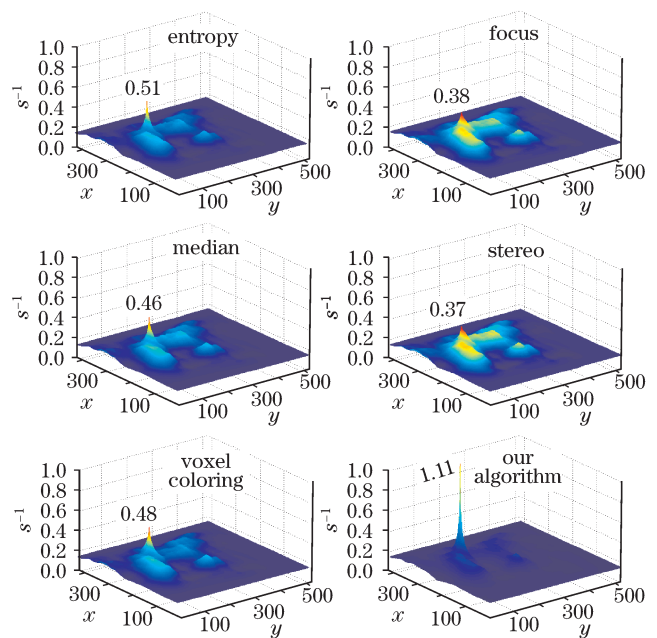 entropy
0.51
1.0
0.8
0.6
0.4
0.2
0.0
s⁻¹
300
100
x
100
300
500
y
focus
0.38
1.0
0.8
0.6
0.4
0.2
0.0
s⁻¹
300
100
x
100
300
500
y
median
0.46
1.0
0.8
0.6
0.4
0.2
0.0
s⁻¹
300
100
x
100
300
500
y
stereo
0.37
1.0
0.8
0.6
0.4
0.2
0.0
s⁻¹
300
100
x
100
300
500
y
voxel
coloring
0.48
1.0
0.8
0.6
0.4
0.2
0.0
s⁻¹
300
100
x
100
300
500
y
our
algorithm
1.11
1.0
0.8
0.6
0.4
0.2
0.0
s⁻¹
300
100
x
100
300
500
y